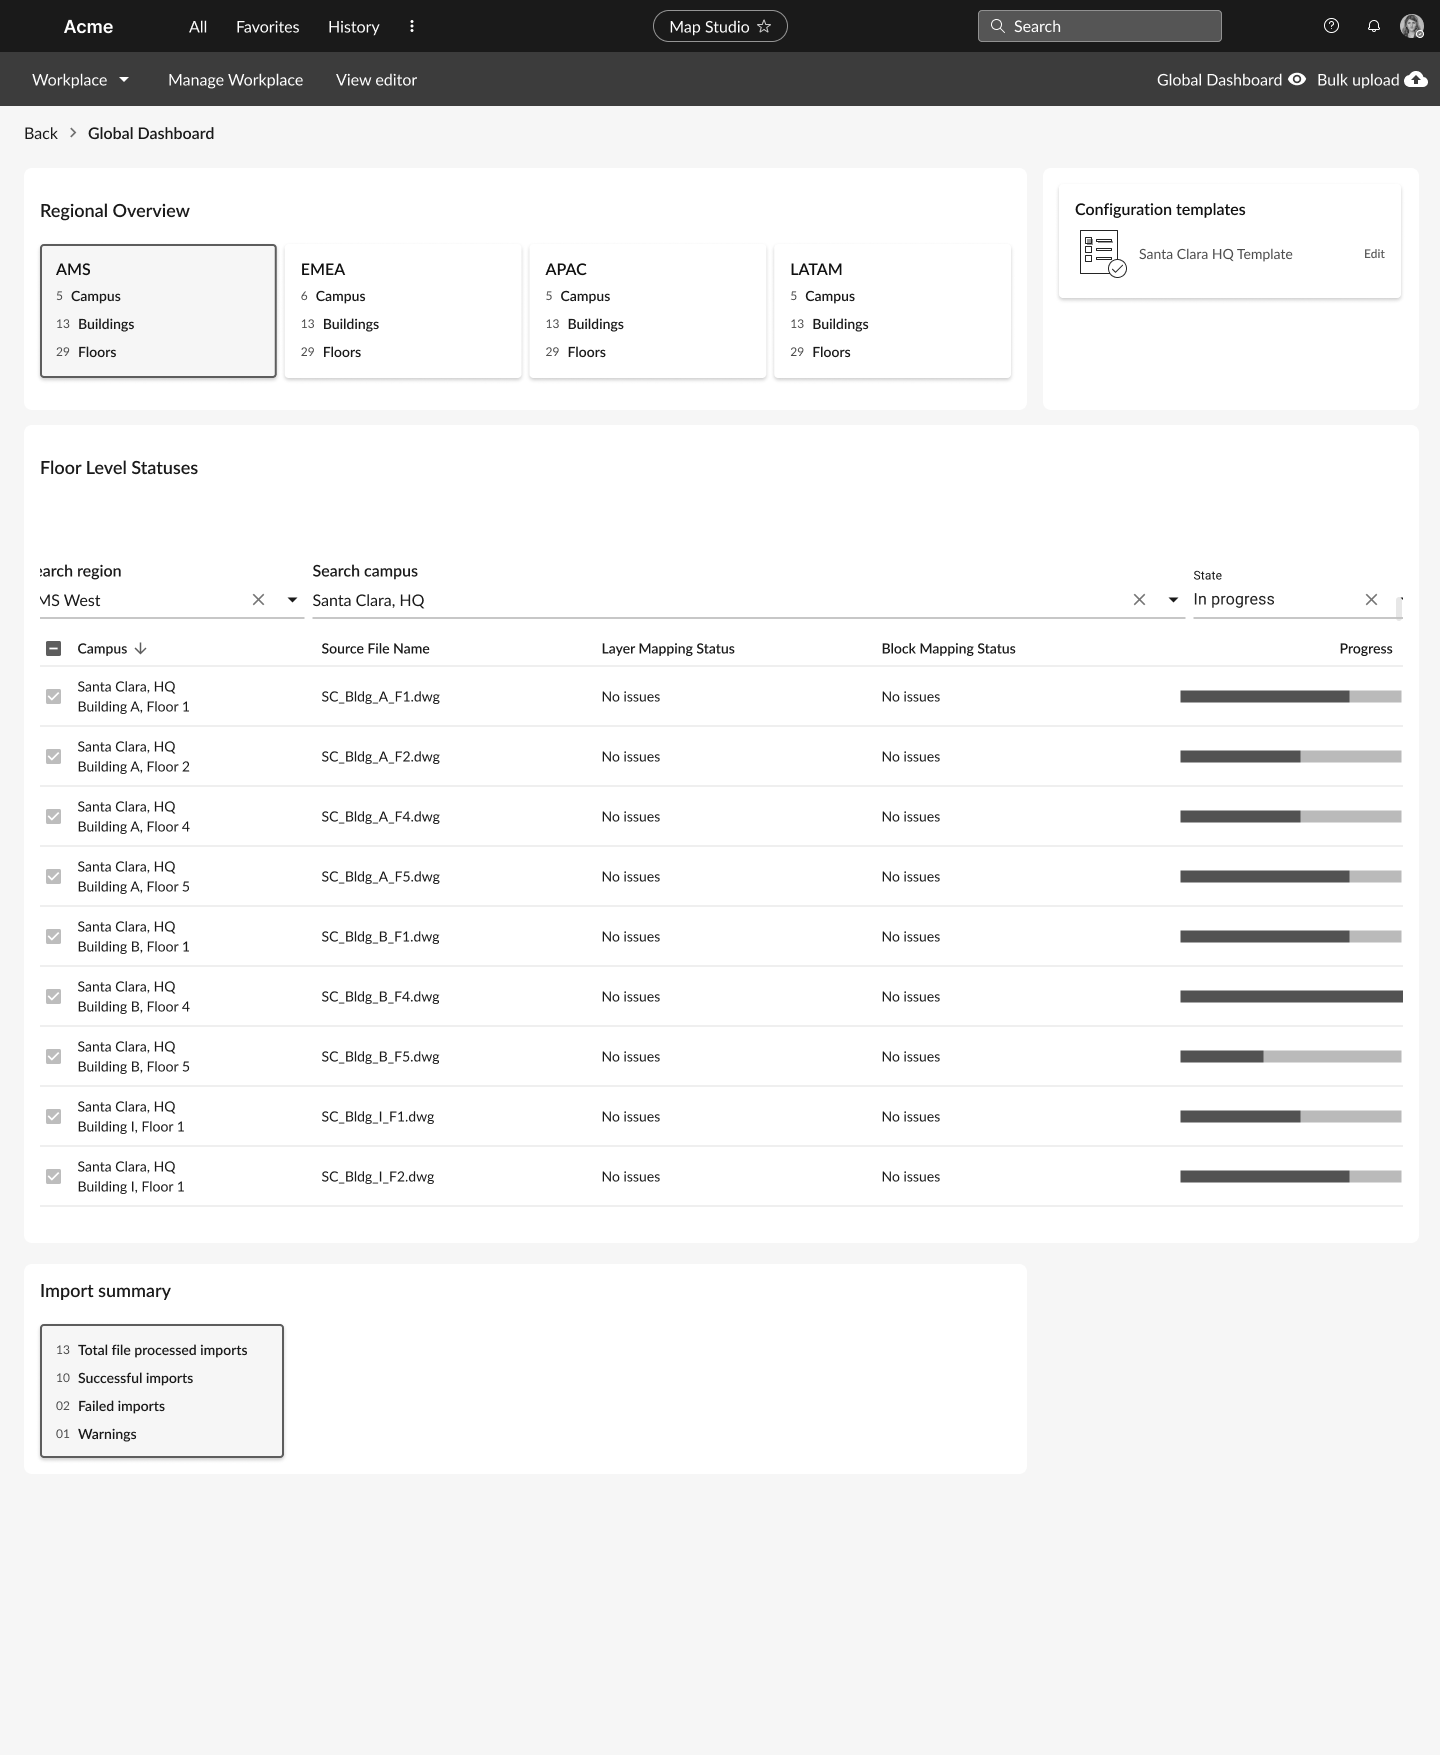 Acme
All
Favorites
History
Map Studio
Search
Workplace
Manage Workplace
View editor
Global Dashboard
Bulk upload
Back
Global Dashboard
Regional Overview
AMS
5 Campus
13 Buildings
29 Floors
EMEA
6 Campus
13 Buildings
29 Floors
APAC
5 Campus
13 Buildings
29 Floors
LATAM
5 Campus
13 Buildings
29 Floors
Configuration templates
Santa Clara HQ Template
Edit
Floor Level Statuses
earch region
MS West
Search campus
Santa Clara, HQ
State
In progress
Campus
Source File Name
Layer Mapping Status
Block Mapping Status
Progress
Santa Clara, HQ
Building A, Floor 1
SC_Bldg_A_F1.dwg
No issues
No issues
Santa Clara, HQ
Building A, Floor 2
SC_Bldg_A_F2.dwg
No issues
No issues
Santa Clara, HQ
Building A, Floor 4
SC_Bldg_A_F4.dwg
No issues
No issues
Santa Clara, HQ
Building A, Floor 5
SC_Bldg_A_F5.dwg
No issues
No issues
Santa Clara, HQ
Building B, Floor 1
SC_Bldg_B_F1.dwg
No issues
No issues
Santa Clara, HQ
Building B, Floor 4
SC_Bldg_B_F4.dwg
No issues
No issues
Santa Clara, HQ
Building B, Floor 5
SC_Bldg_B_F5.dwg
No issues
No issues
Santa Clara, HQ
Building I, Floor 1
SC_Bldg_I_F1.dwg
No issues
No issues
Santa Clara, HQ
Building I, Floor 1
SC_Bldg_I_F2.dwg
No issues
No issues
Import summary
13 Total file processed imports
10 Successful imports
02 Failed imports
01 Warnings